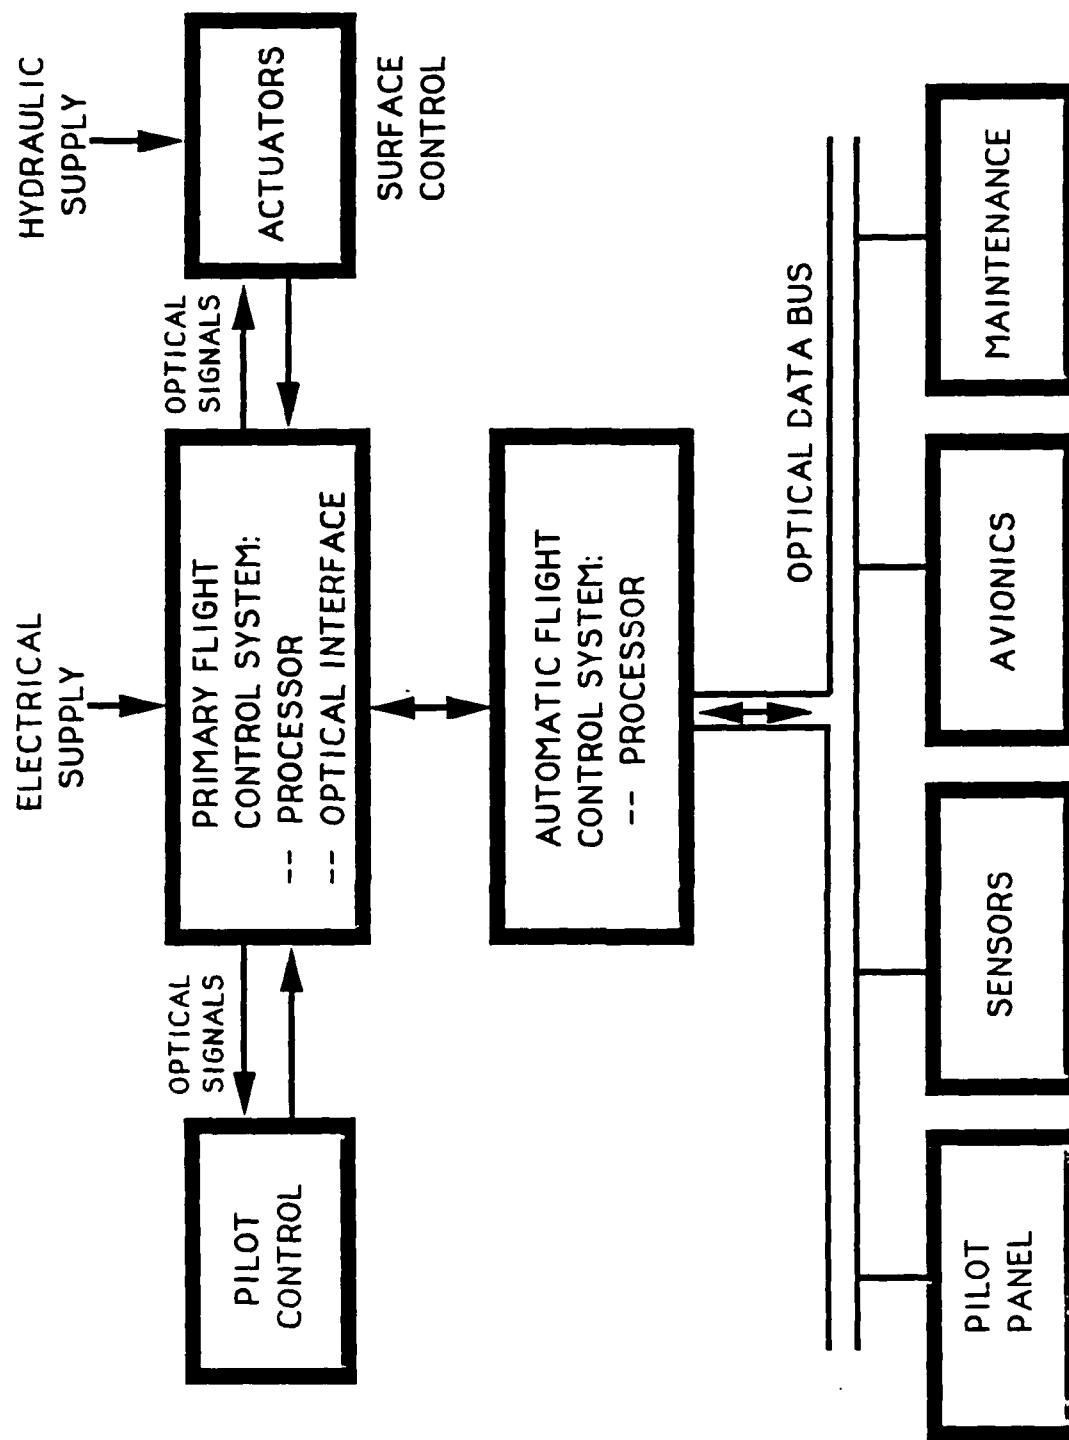 ELECTRICAL
SUPPLY
HYDRAULIC
SUPPLY
PILOT
CONTROL
OPTICAL
SIGNALS
PRIMARY FLIGHT
CONTROL SYSTEM:
-- PROCESSOR
-- OPTICAL INTERFACE
OPTICAL
SIGNALS
ACTUATORS
SURFACE
CONTROL
AUTOMATIC FLIGHT
CONTROL SYSTEM:
-- PROCESSOR
OPTICAL DATA BUS
PILOT
PANEL
SENSORS
AVIONICS
MAINTENANCE